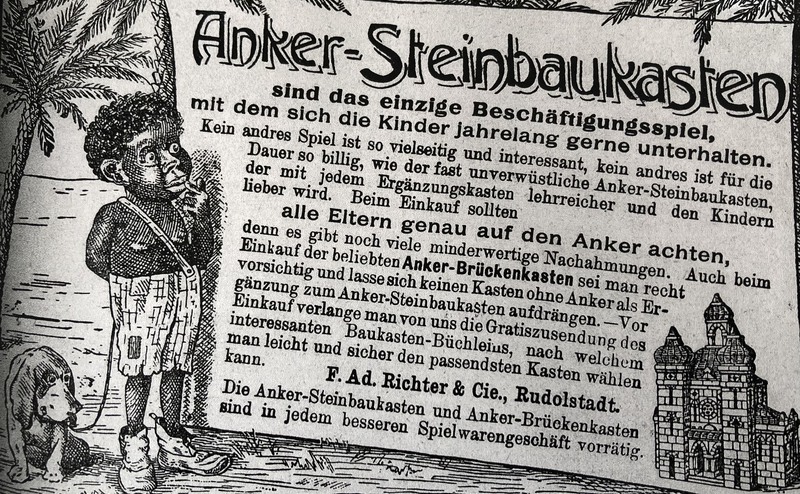 Anker-Steinbaukasten
sind das einzige Beschäftigungsspiel,
mit dem sich die Kinder jahrelang gerne unterhalten.
Kein andres Spiel ist so vielseitig und interessant, kein andres ist für die
Dauer so billig, wie der fast unverwüstliche Anker-Steinbaukasten,
der mit jedem Ergänzungskasten lehrreicher und den Kindern
lieber wird. Beim Einkauf sollten
alle Eltern genau auf den Anker achten,
denn es gibt noch viele minderwertige Nachahmungen. Auch beim
Einkauf der beliebten Anker-Brückenkasten sei man recht
vorsichtig und lasse sich keinen Kasten ohne Anker als Er-
gänzung zum Anker-Steinbaukasten aufdrängen. — Vor
Einkauf verlange man von uns die Gratiszusendung des
interessanten Baukasten-Büchleins, nach welchem
man leicht und sicher den passendsten Kasten wählen
kann.
F. Ad. Richter & Cie., Rudolstadt.
Die Anker-Steinbaukasten und Anker-Brückenkasten
sind in jedem besseren Spielwarengeschäft vorrätig.